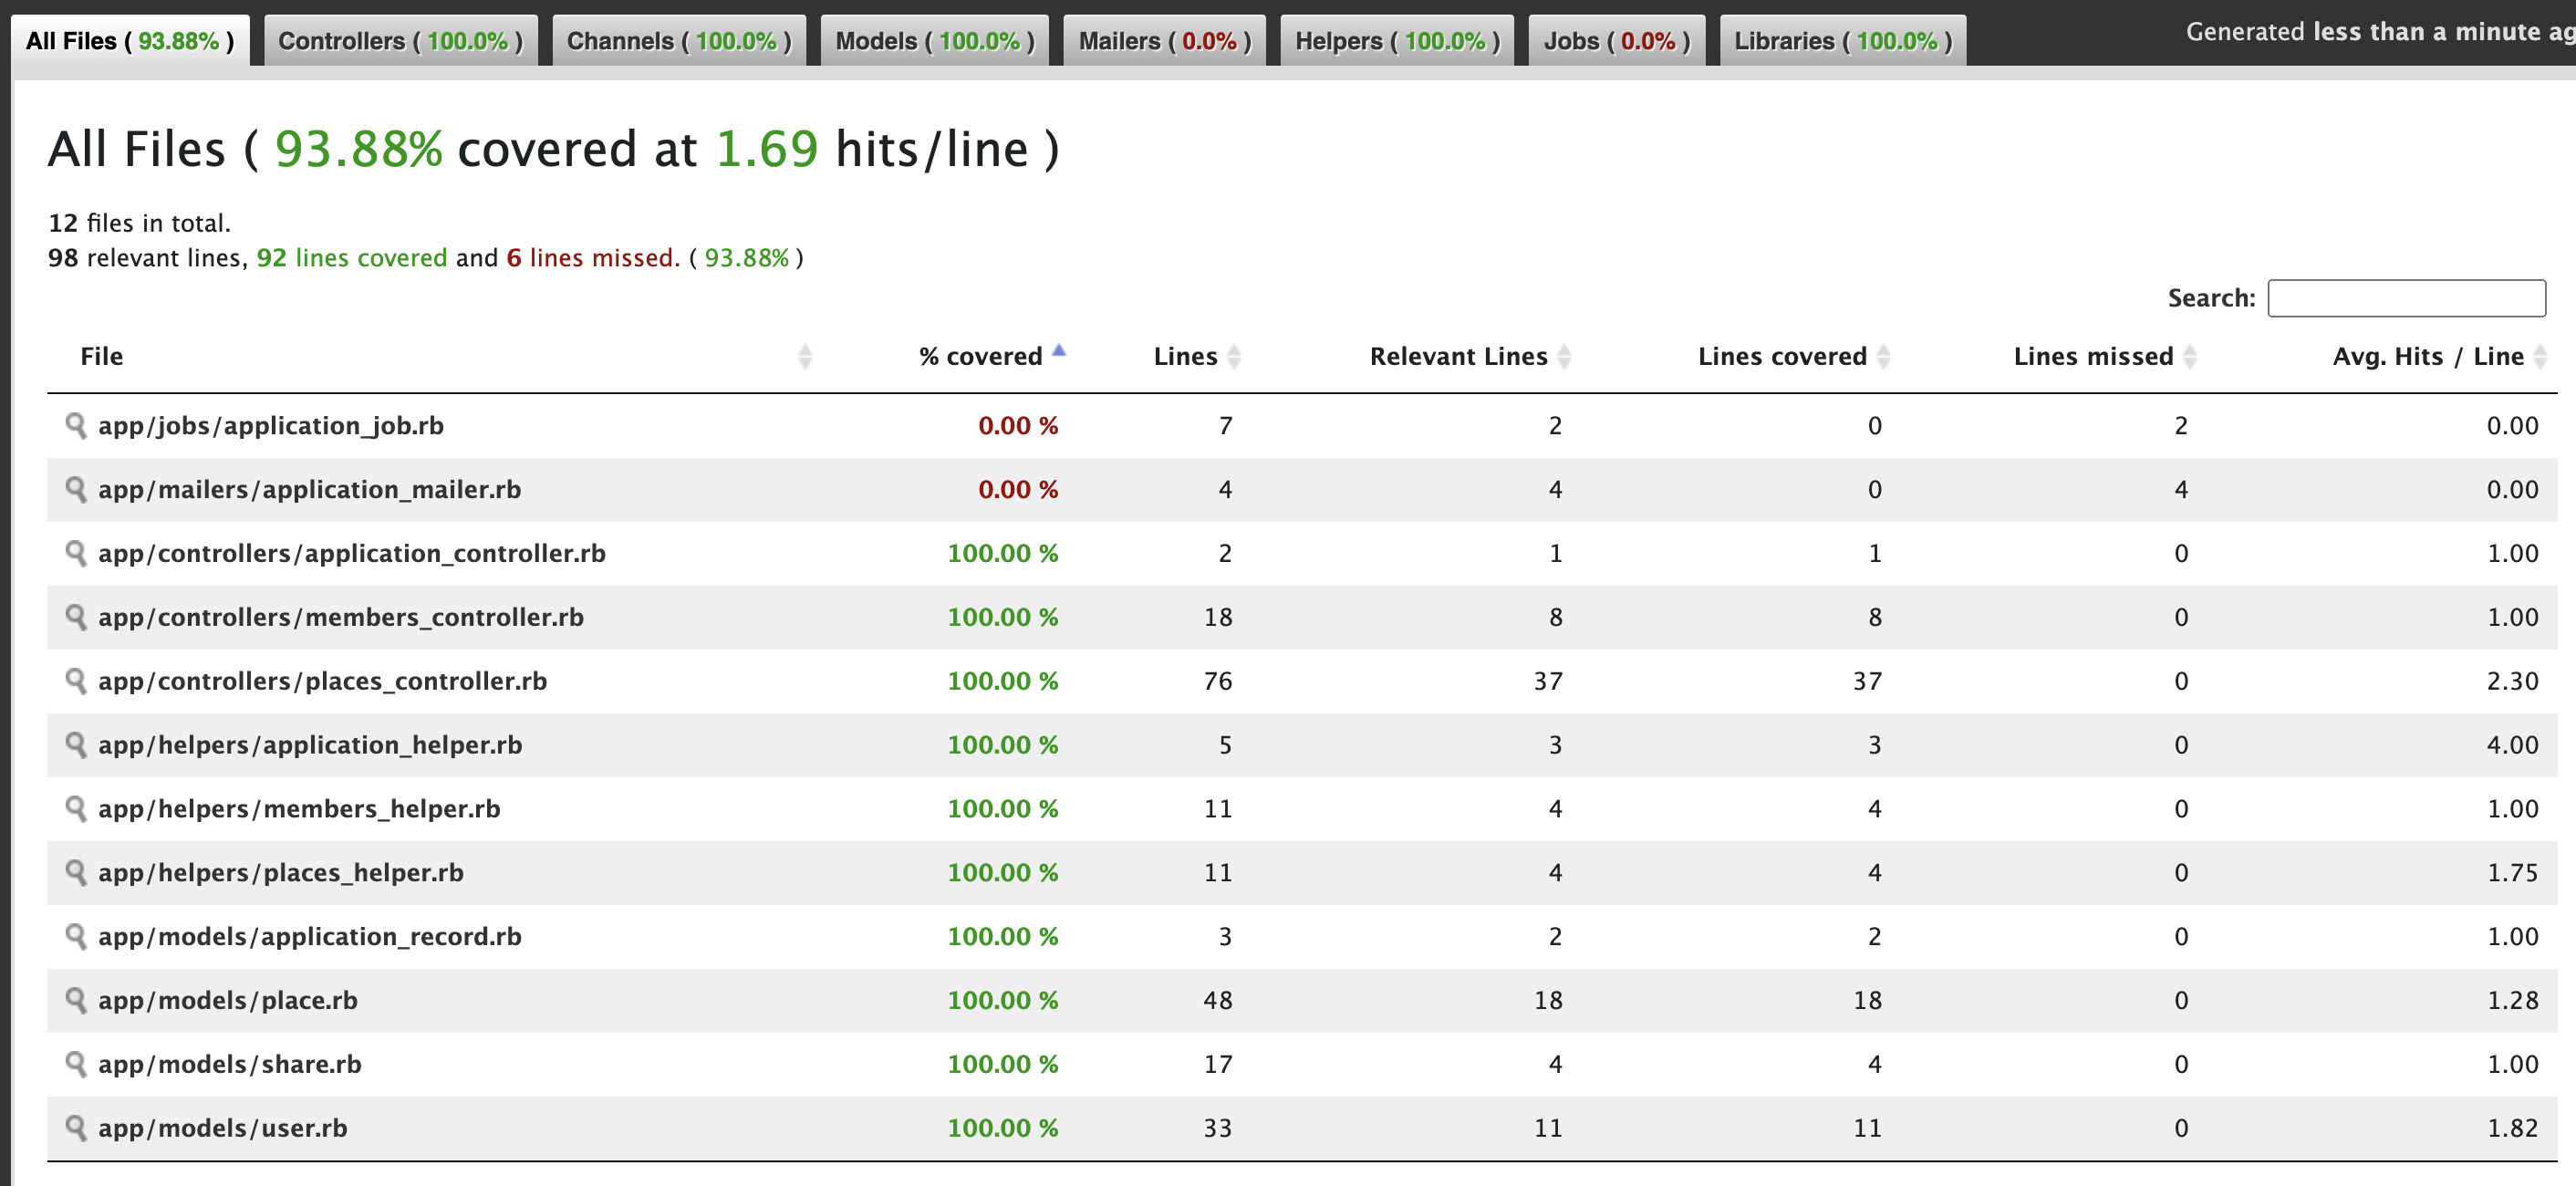 All Files ( 93.88% ) Controllers ( 100.0% ) Channels ( 100.0% ) Models ( 100.0% ) Mailers ( 0.0% ) Helpers ( 100.0% ) Jobs ( 0.0% ) Libraries ( 100.0% ) Generated less than a minute ag
All Files ( 93.88% covered at 1.69 hits/line )
12 files in total.
98 relevant lines, 92 lines covered and 6 lines missed. ( 93.88% )
Search:
File % covered Lines Relevant Lines Lines covered Lines missed Avg. Hits / Line
app/jobs/application_job.rb 0.00 % 7 2 0 2 0.00
app/mailers/application_mailer.rb 0.00 % 4 4 0 4 0.00
app/controllers/application_controller.rb 100.00 % 2 1 1 0 1.00
app/controllers/members_controller.rb 100.00 % 18 8 8 0 1.00
app/controllers/places_controller.rb 100.00 % 76 37 37 0 2.30
app/helpers/application_helper.rb 100.00 % 5 3 3 0 4.00
app/helpers/members_helper.rb 100.00 % 11 4 4 0 1.00
app/helpers/places_helper.rb 100.00 % 11 4 4 0 1.75
app/models/application_record.rb 100.00 % 3 2 2 0 1.00
app/models/place.rb 100.00 % 48 18 18 0 1.28
app/models/share.rb 100.00 % 17 4 4 0 1.00
app/models/user.rb 100.00 % 33 11 11 0 1.82